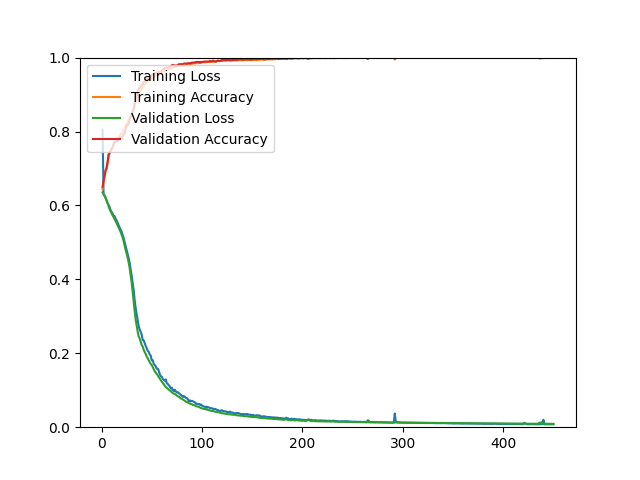 1.0
0.8
0.6
0.4
0.2
0.0
Training Loss
Training Accuracy
Validation Loss
Validation Accuracy
0 100 200 300 400